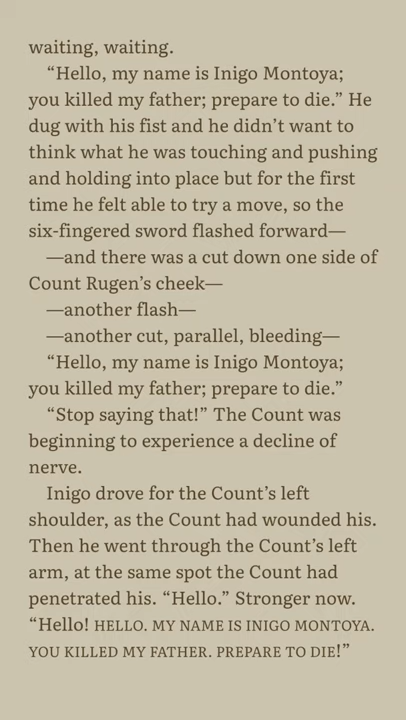 waiting, waiting.
“Hello, my name is Inigo Montoya;
you killed my father; prepare to die.” He
dug with his fist and he didn’t want to
think what he was touching and pushing
and holding into place but for the first
time he felt able to try a move, so the
six-fingered sword flashed forward—
—and there was a cut down one side of
Count Rugen’s cheek—
—another flash—
—another cut, parallel, bleeding—
“Hello, my name is Inigo Montoya;
you killed my father; prepare to die.”
“Stop saying that!” The Count was
beginning to experience a decline of
nerve.
Inigo drove for the Count’s left
shoulder, as the Count had wounded his.
Then he went through the Count’s left
arm, at the same spot the Count had
penetrated his. “Hello.” Stronger now.
“Hello! HELLO. MY NAME IS INIGO MONTOYA.
YOU KILLED MY FATHER. PREPARE TO DIE!”